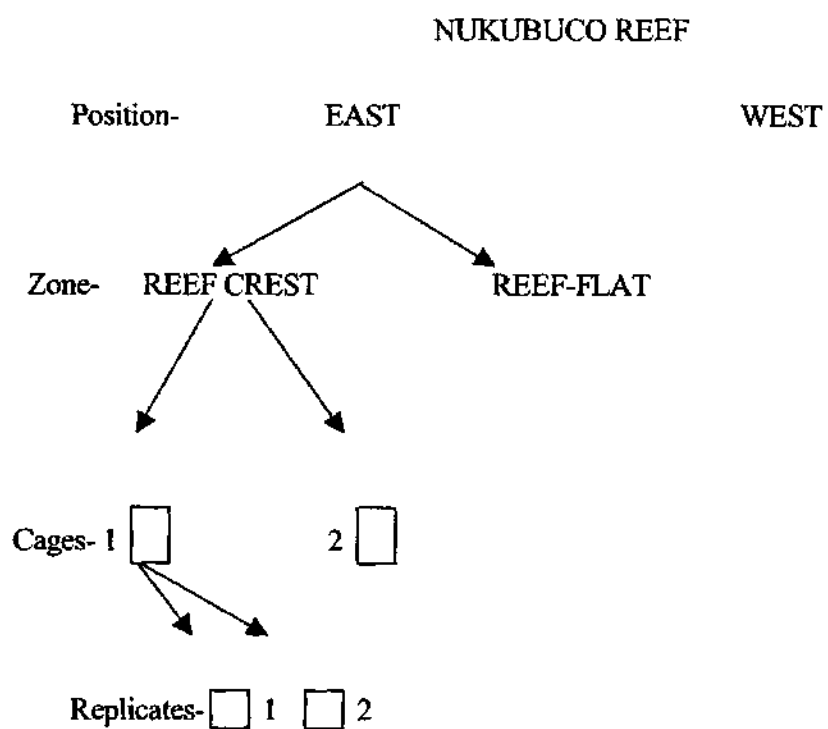 NUKUBUCO REEF
Position- EAST WEST
Zone- REEF CREST REEF-FLAT
Cages- 1 2
Replicates- 1 2